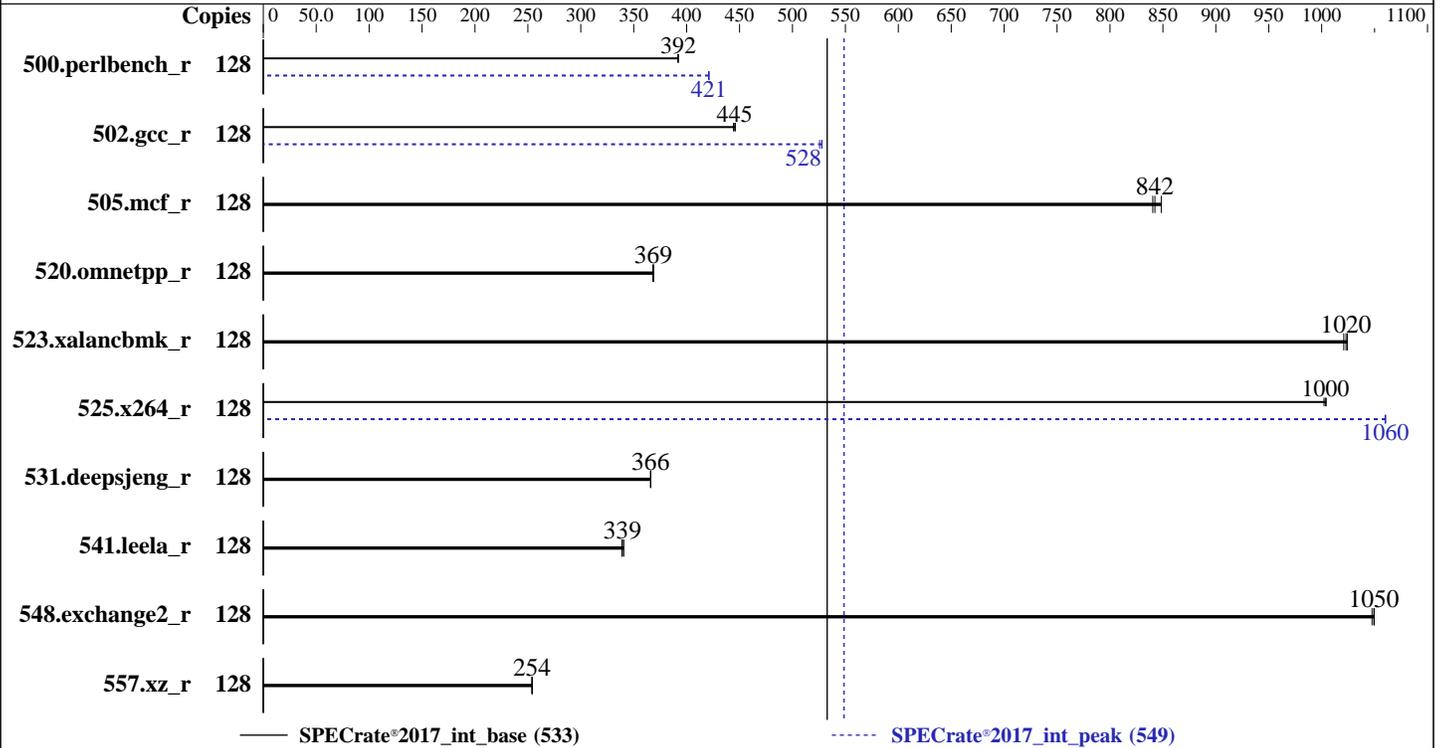 Copies 0 50.0 100 150 200 250 300 350 400 450 500 550 600 650 700 750 800 850 900 950 1000 1100
392
500.perlbench_r 128
421
445
502.gcc_r 128
528
842
505.mcf_r 128
369
520.omnetpp_r 128
1020
523.xalancbmk_r 128
1000
525.x264_r 128
1060
366
531.deepsjeng_r 128
339
541.leela_r 128
1050
548.exchange2_r 128
254
557.xz_r 128
SPECrate®2017_int_base (533) SPECrate®2017_int_peak (549)